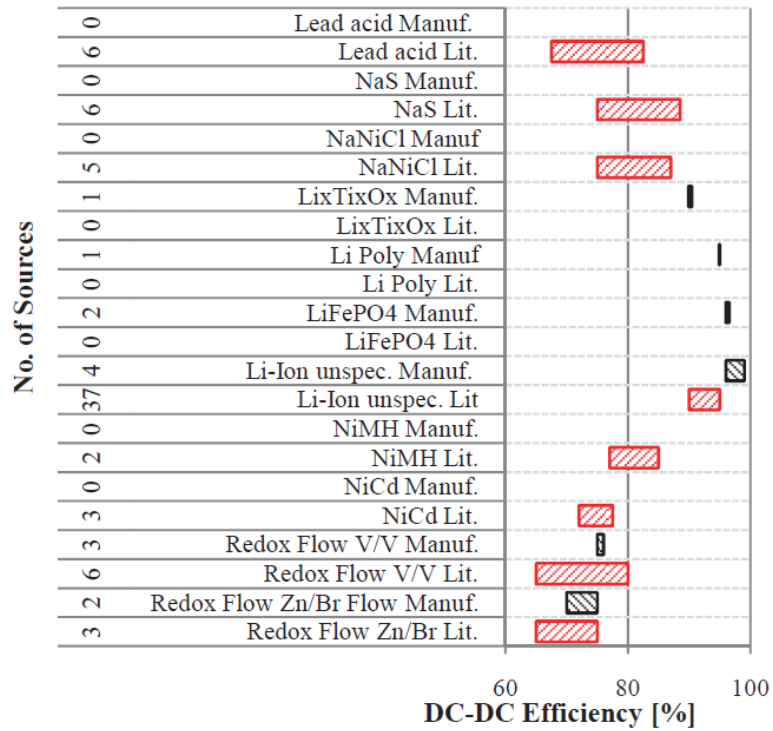 No. of Sources
0 Lead acid Manuf.
6 Lead acid Lit.
0 NaS Manuf.
6 NaS Lit.
0 NaNiCl Manuf
5 NaNiCl Lit.
1 LixTixOx Manuf.
0 LixTixOx Lit.
1 Li Poly Manuf
0 Li Poly Lit.
2 LiFePO4 Manuf.
0 LiFePO4 Lit.
4 Li-Ion unspec. Manuf.
37 Li-Ion unspec. Lit
0 NiMH Manuf.
2 NiMH Lit.
0 NiCd Manuf.
3 NiCd Lit.
3 Redox Flow V/V Manuf.
6 Redox Flow V/V Lit.
2 Redox Flow Zn/Br Flow Manuf.
3 Redox Flow Zn/Br Lit.
60 80 100
DC-DC Efficiency [%]